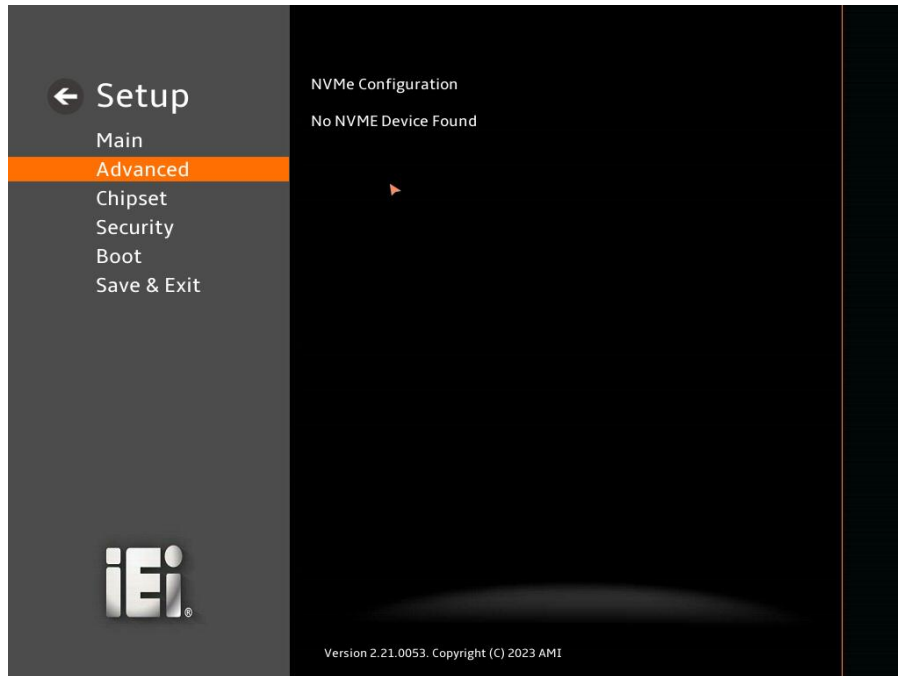 Setup
Main
Advanced
Chipset
Security
Boot
Save & Exit
NVMe Configuration
No NVME Device Found
iEi®
Version 2.21.0053. Copyright (C) 2023 AMI